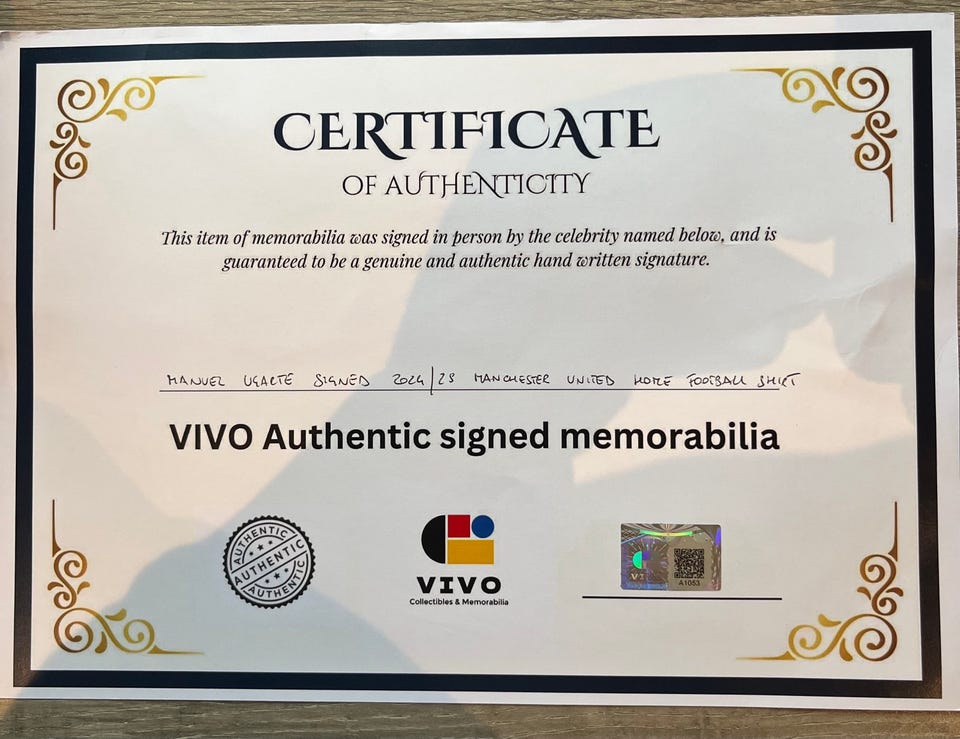 CERTIFICATE
OF AUTHENTICITY
This item of memorabilia was signed in person by the celebrity named below, and is
guaranteed to be a genuine and authentic hand written signature.
MANUEL UGARTE SIGNED 2024/25 MANCHESTER UNITED HOME FOOTBALL SHIRT
VIVO Authentic signed memorabilia
AUTHENTIC
AUTHENTIC
AUTHENTIC
VIVO
Collectibles & Memorabilia
A1053